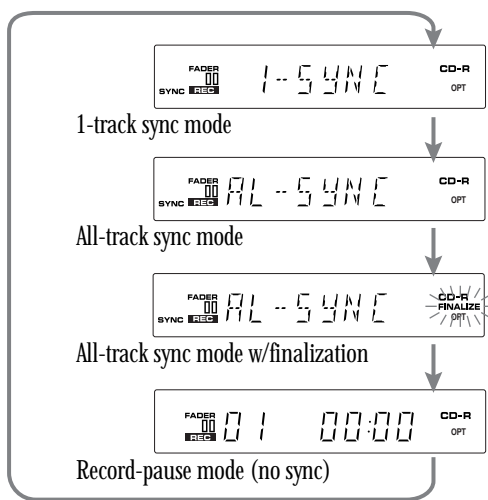 FADER
SYNC REC 1-SYNC CD-R
OPT
1-track sync mode
FADER
SYNC REC AL-SYNC CD-R
OPT
All-track sync mode
FADER
SYNC REC AL-SYNC CD-R
FINALIZE
OPT
All-track sync mode w/finalization
FADER
REC 01 00:00 CD-R
OPT
Record-pause mode (no sync)